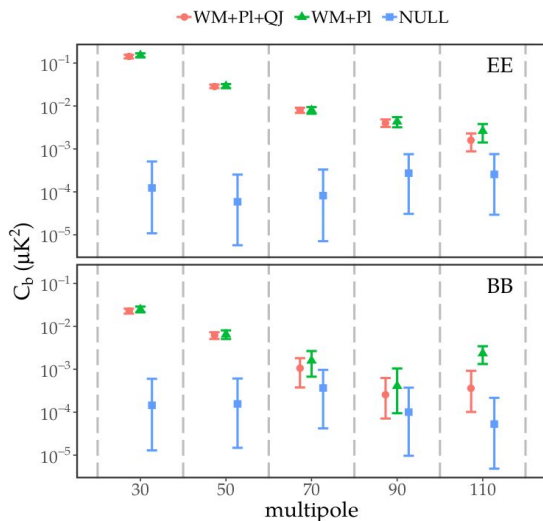 WM+Pl+QJ WM+Pl NULL
EE
10⁻¹
10⁻²
10⁻³
10⁻⁴
10⁻⁵
C_b (μK²)
BB
10⁻¹
10⁻²
10⁻³
10⁻⁴
10⁻⁵
30 50 70 90 110
multipole